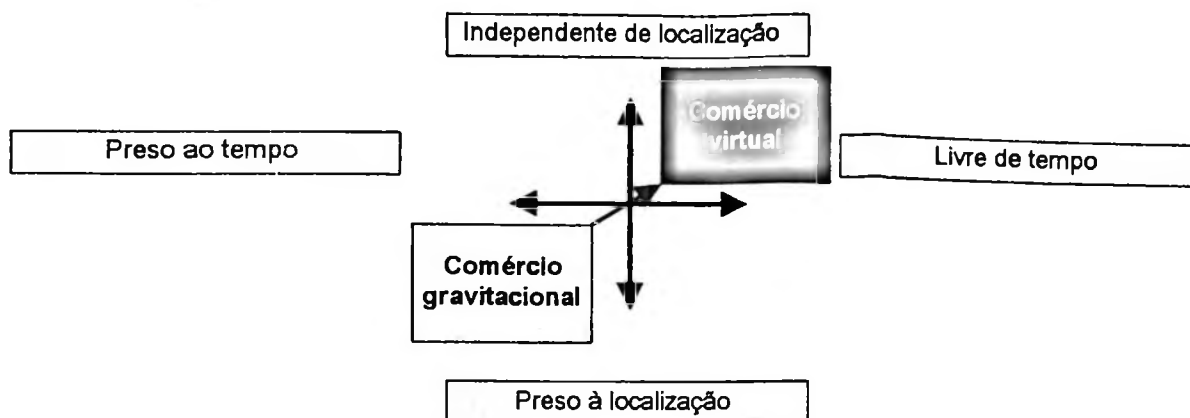 Independente de localização
Comércio
virtual
Preso ao tempo
Livre de tempo
Comércio
gravitacional
Preso à localização